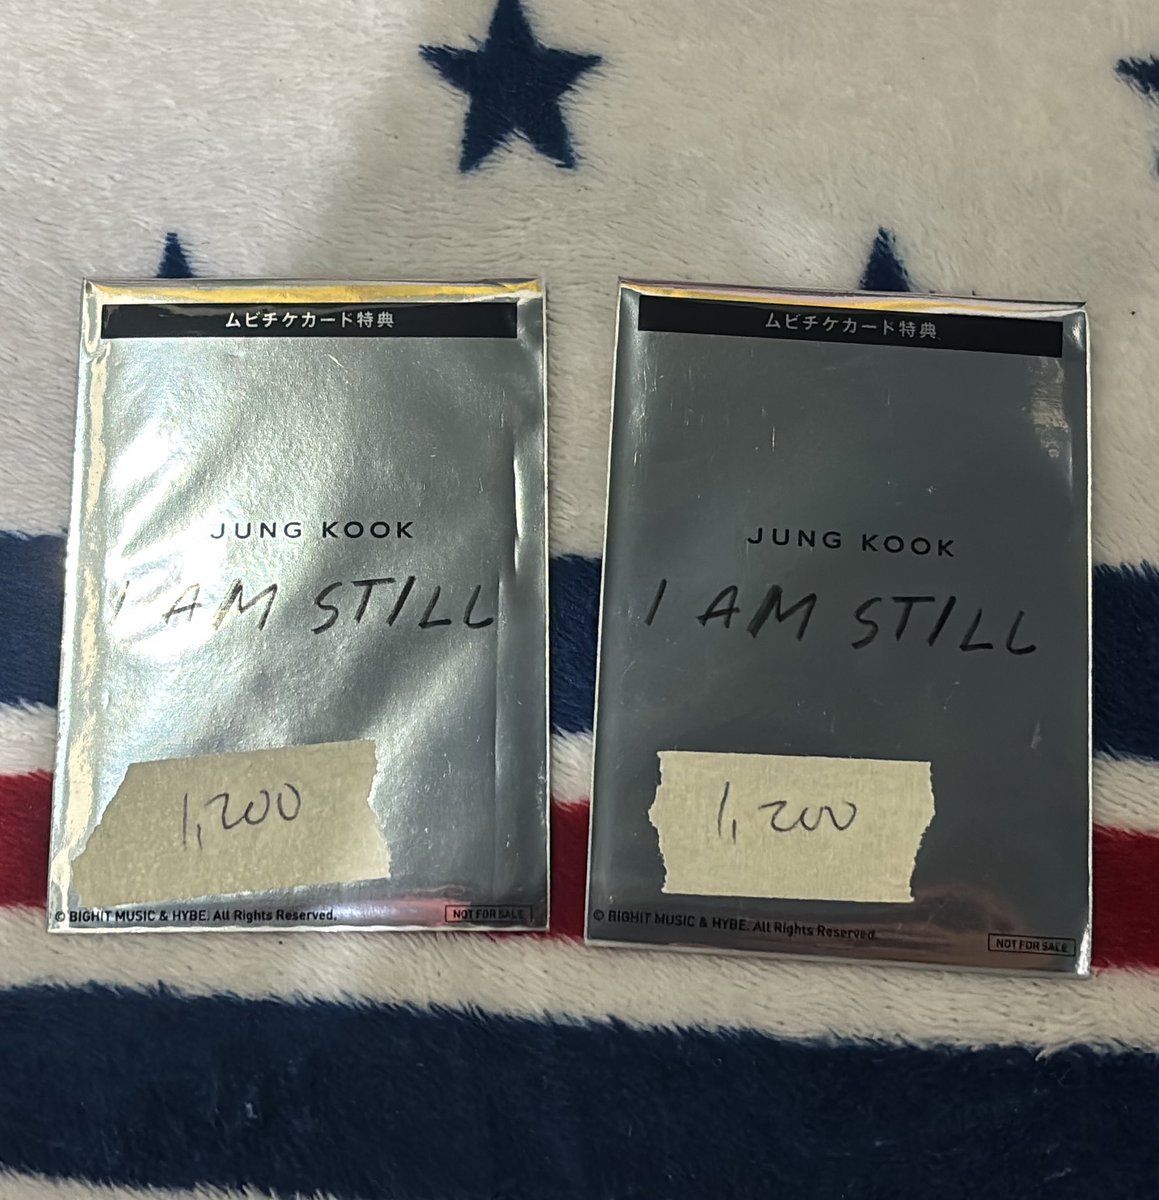 ムビチケカード特典
JUNG KOOK
I AM STILL
1,200
© BIGHIT MUSIC & HYBE. All Rights Reserved.
NOT FOR SALE
ムビチケカード特典
JUNG KOOK
I AM STILL
1,200
© BIGHIT MUSIC & HYBE. All Rights Reserved.
NOT FOR SALE